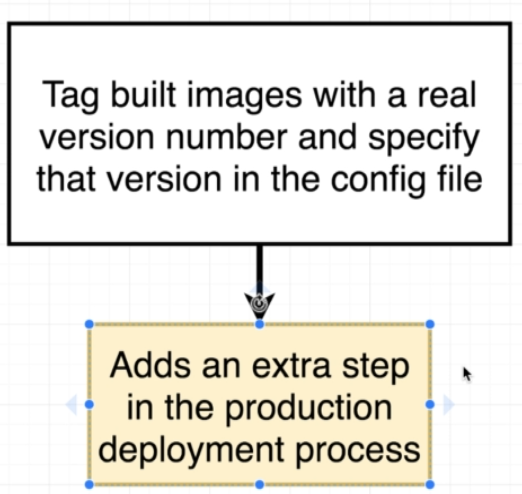 Tag built images with a real
version number and specify
that version in the config file
Adds an extra step
in the production
deployment process